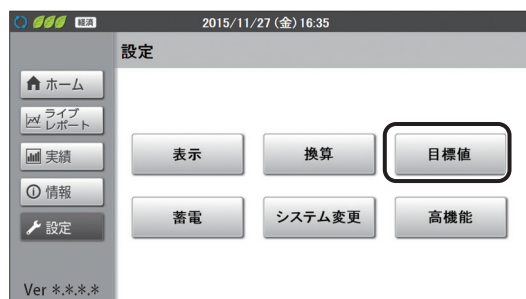 経済
2015/11/27 (金) 16:35
設定
ホーム
ライブ
レポート
実績
情報
設定
表示
換算
目標値
蓄電
システム変更
高機能
Ver *.*.*.*